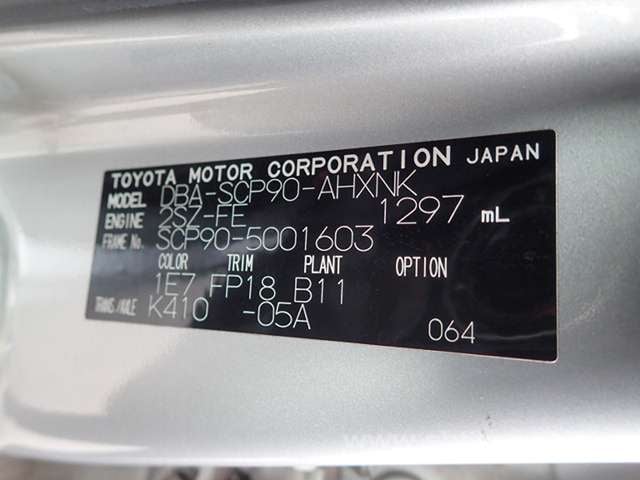 TOYOTA MOTOR CORPORATION JAPAN
MODEL DBA-SCP90-AHXNK
ENGINE 2SZ-FE 1297 mL
FRAME No. SCP90-5001603
COLOR TRIM PLANT OPTION
1E7 FP18 B11
TRANS/AXLE K410 -05A
064